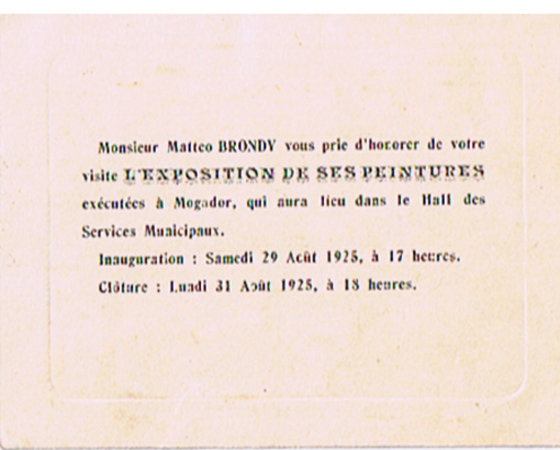 Monsieur Matteo BRONDY vous prie d'honorer de votre
visite L'EXPOSITION DE SES PEINTURES
exécutées à Mogador, qui aura lieu dans le Hall des
Services Municipaux.
Inauguration : Samedi 29 Août 1925, à 17 heures.
Clôture : Lundi 31 Août 1925, à 18 heures.